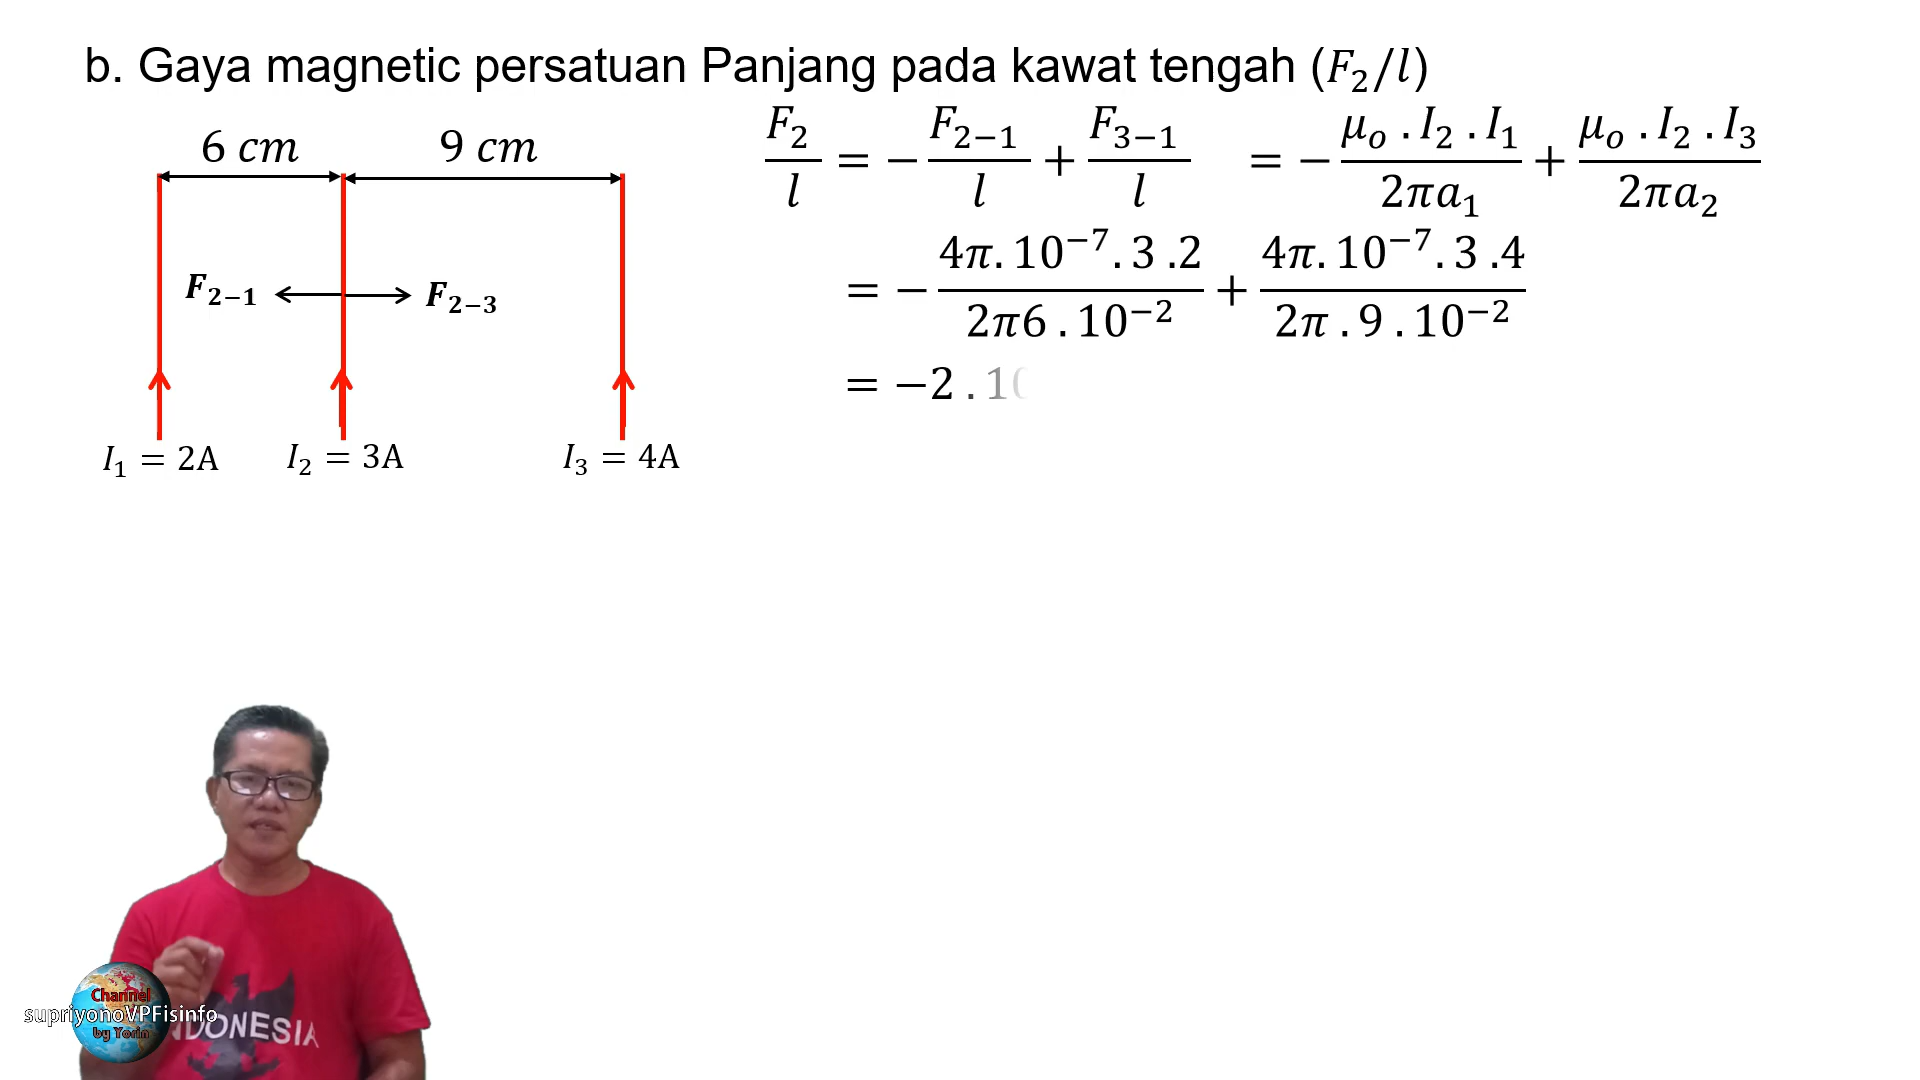 b. Gaya magnetic persatuan Panjang pada kawat tengah (F₂/l)
6 cm
9 cm
F₂/l = −F₂₋₁/l + F₃₋₁/l = −μₒ . I₂ . I₁/2πa₁ + μₒ . I₂ . I₃/2πa₂
= −4π. 10⁻⁷. 3 .2/2π6 . 10⁻² + 4π. 10⁻⁷. 3 .4/2π . 9 . 10⁻²
F₂₋₁
F₂₋₃
= −2 . 10
I₁ = 2A
I₂ = 3A
I₃ = 4A
Channel
supriyonoVPFisinfo
by Yorin
INDONESIA